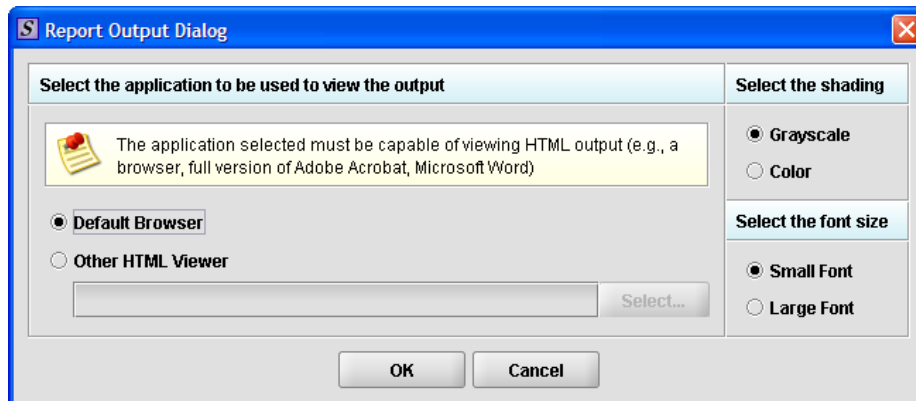 S Report Output Dialog
Select the application to be used to view the output
The application selected must be capable of viewing HTML output (e.g., a
browser, full version of Adobe Acrobat, Microsoft Word)
Default Browser
Other HTML Viewer
Select...
Select the shading
Grayscale
Color
Select the font size
Small Font
Large Font
OK
Cancel